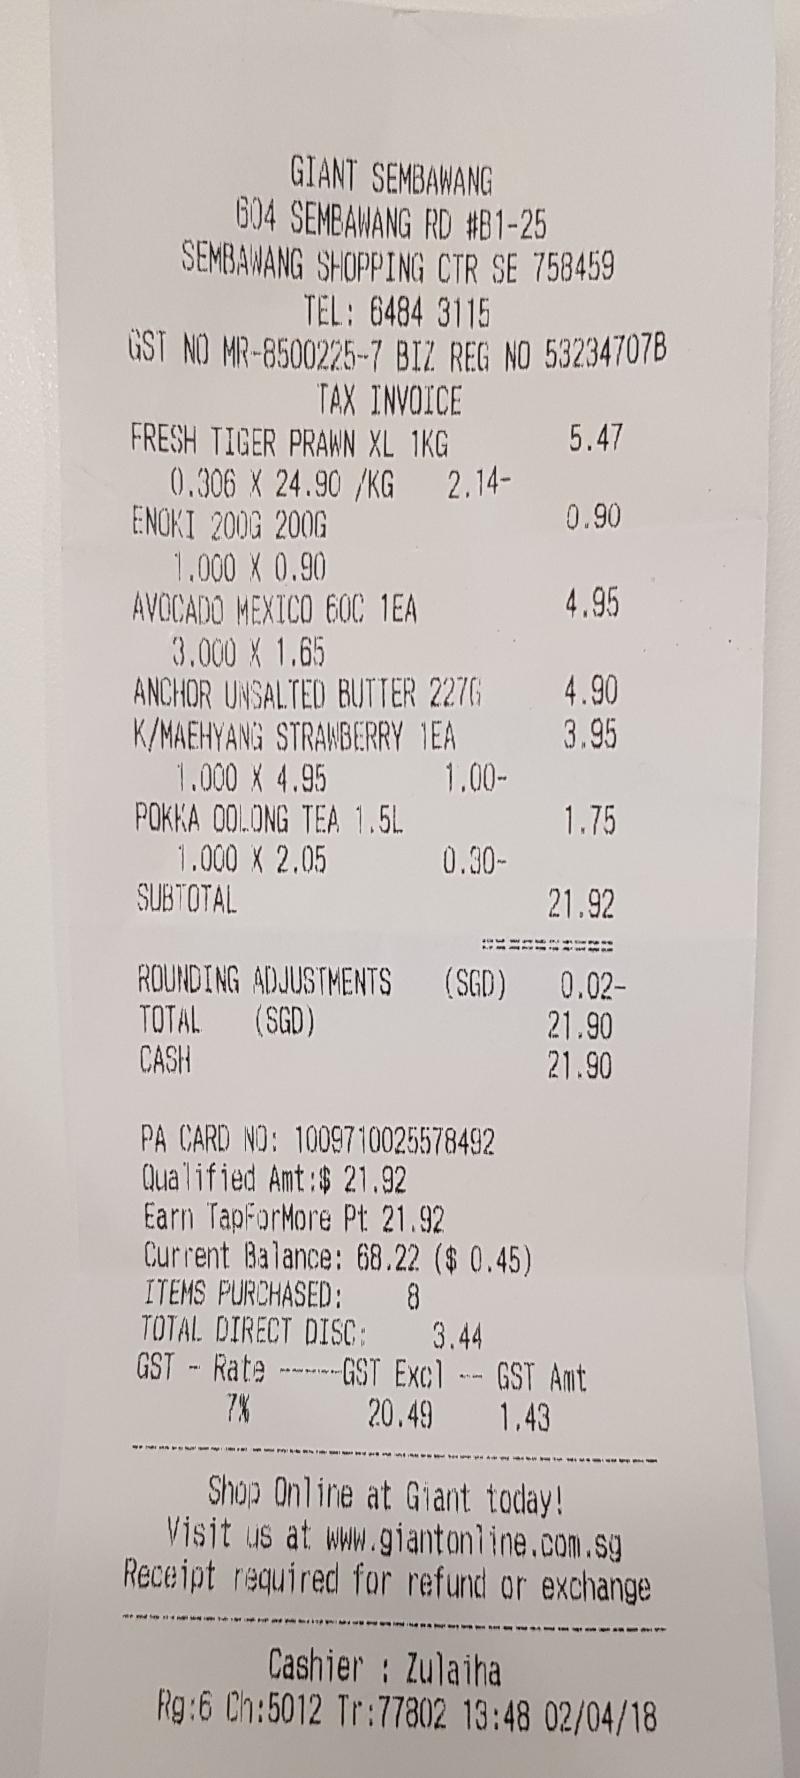 GIANT SEMBAWANG
604 SEMBAWANG RD #B1-25
SEMBAWANG SHOPPING CTR SE 758459
TEL: 6484 3115
GST NO MR-8500225-7 BIZ REG NO 53234707B
TAX INVOICE
FRESH TIGER PRAWN XL 1KG 5.47
0.306 X 24.90 /KG 2.14-
ENOKI 200G 200G 0.90
1.000 X 0.90
AVOCADO MEXICO 60C 1EA 4.95
3.000 X 1.65
ANCHOR UNSALTED BUTTER 227G 4.90
K/MAEHYANG STRAWBERRY 1EA 3.95
1.000 X 4.95 1.00-
POKKA OOLONG TEA 1.5L 1.75
1.000 X 2.05 0.30-
SUBTOTAL 21.92
ROUNDING ADJUSTMENTS (SGD) 0.02-
TOTAL (SGD) 21.90
CASH 21.90
PA CARD NO: 1009710025578492
Qualified Amt:$ 21.92
Earn TapForMore Pt 21.92
Current Balance: 68.22 ($ 0.45)
ITEMS PURCHASED: 8
TOTAL DIRECT DISC: 3.44
GST - Rate ------GST Excl -- GST Amt
7% 20.49 1.43
Shop Online at Giant today!
Visit us at www.giantonline.com.sg
Receipt required for refund or exchange
Cashier : Zulaiha
Rg:6 Ch:5012 Tr:77802 13:48 02/04/18